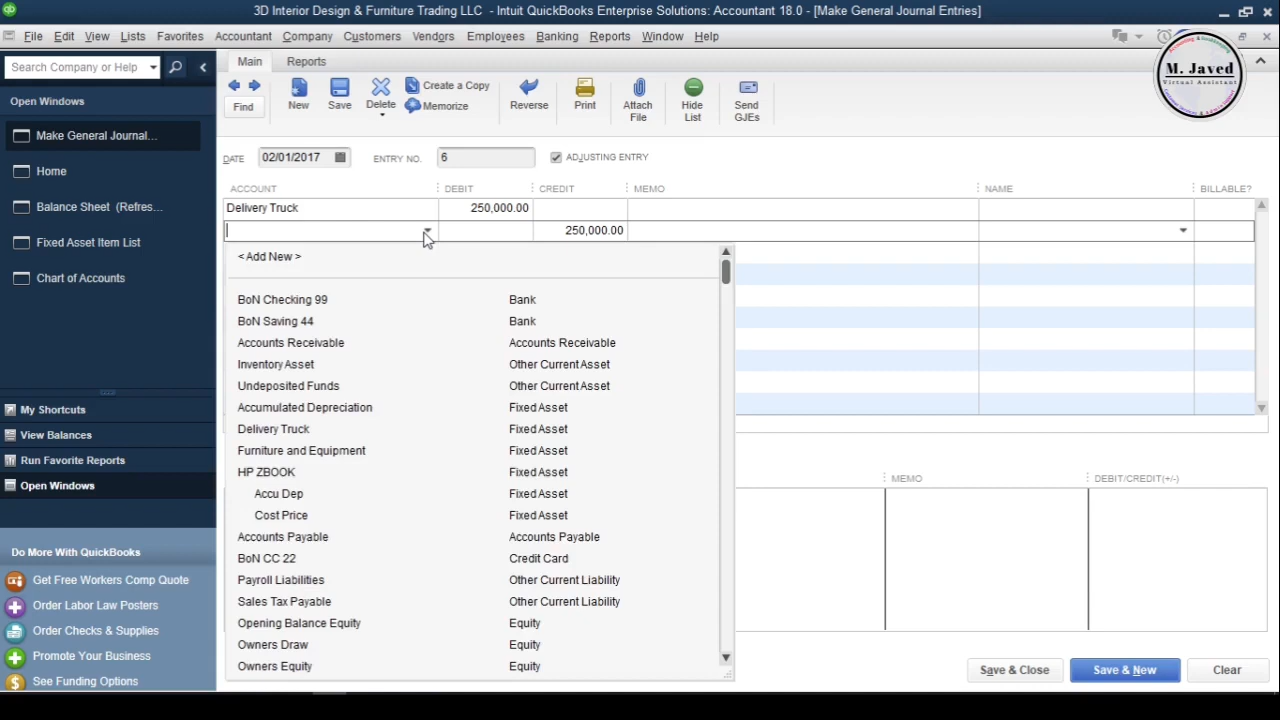 3D Interior Design & Furniture Trading LLC - Intuit QuickBooks Enterprise Solutions: Accountant 18.0 - [Make General Journal Entries]
File Edit View Lists Favorites Accountant Company Customers Vendors Employees Banking Reports Window Help
Search Company or Help
Open Windows
Make General Journal...
Home
Balance Sheet (Refres...
Fixed Asset Item List
Chart of Accounts
My Shortcuts
View Balances
Run Favorite Reports
Open Windows
Do More With QuickBooks
Get Free Workers Comp Quote
Order Labor Law Posters
Order Checks & Supplies
Promote Your Business
See Funding Options
Main Reports
Find
New
Save
Delete
Create a Copy
Memorize
Reverse
Print
Attach
File
Hide
List
Send
GJEs
M. Javed
Virtual Assistant
DATE 02/01/2017 ENTRY NO. 6 ADJUSTING ENTRY
ACCOUNT DEBIT CREDIT MEMO NAME BILLABLE?
Delivery Truck 250,000.00
250,000.00
< Add New >
BoN Checking 99 Bank
BoN Saving 44 Bank
Accounts Receivable Accounts Receivable
Inventory Asset Other Current Asset
Undeposited Funds Other Current Asset
Accumulated Depreciation Fixed Asset
Delivery Truck Fixed Asset
Furniture and Equipment Fixed Asset
HP ZBOOK Fixed Asset
Accu Dep Fixed Asset
Cost Price Fixed Asset
Accounts Payable Accounts Payable
BoN CC 22 Credit Card
Payroll Liabilities Other Current Liability
Sales Tax Payable Other Current Liability
Opening Balance Equity Equity
Owners Draw Equity
Owners Equity Equity
MEMO DEBIT/CREDIT(+/-)
Save & Close Save & New Clear